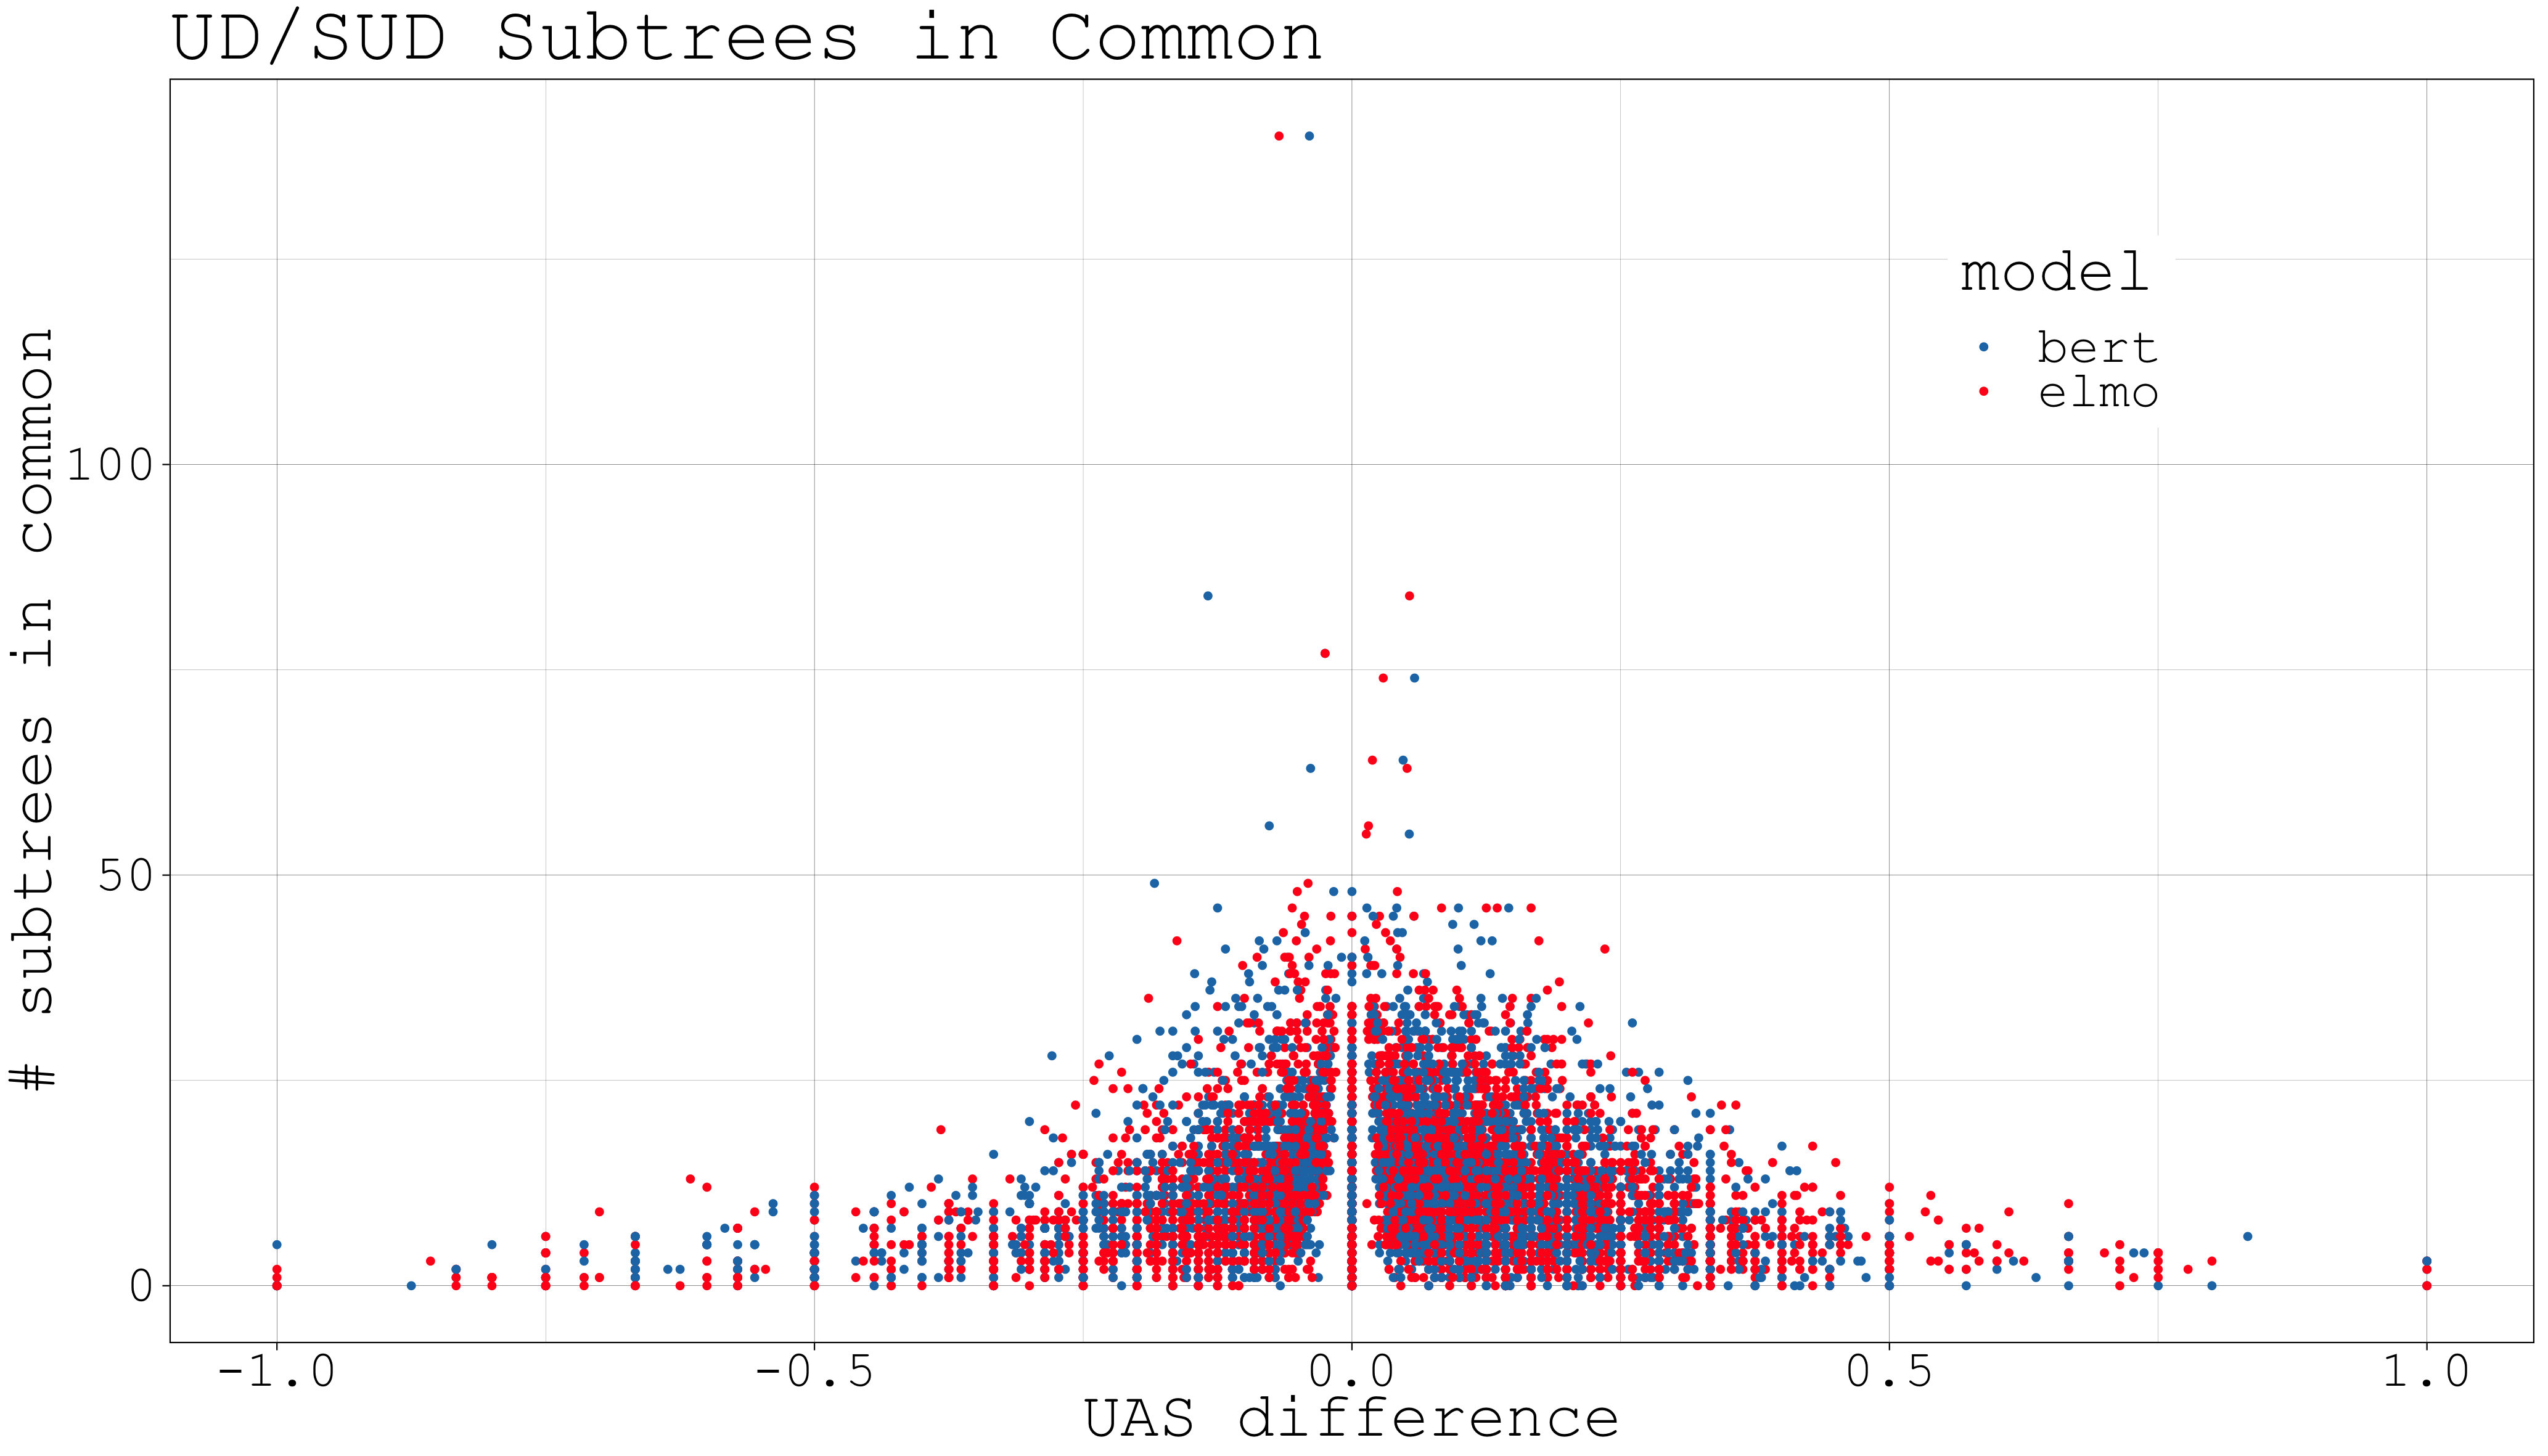 UD/SUD Subtrees in Common
model
bert
elmo
# subtrees in common
100
50
0
-1.0
-0.5
0.0
0.5
1.0
UAS difference